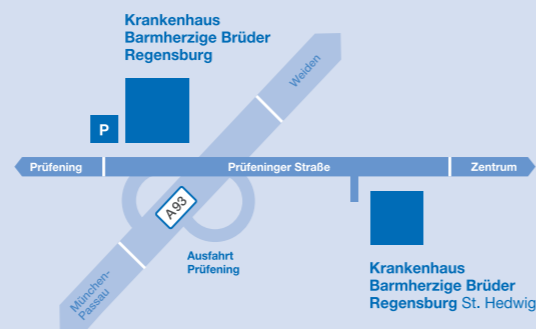 Krankenhaus
Barmherzige Brüder
Regensburg
Weiden
P
Prüfening
Prüfeninger Straße
Zentrum
A93
Ausfahrt
Prüfening
München-
Passau
Krankenhaus
Barmherzige Brüder
Regensburg St. Hedwig